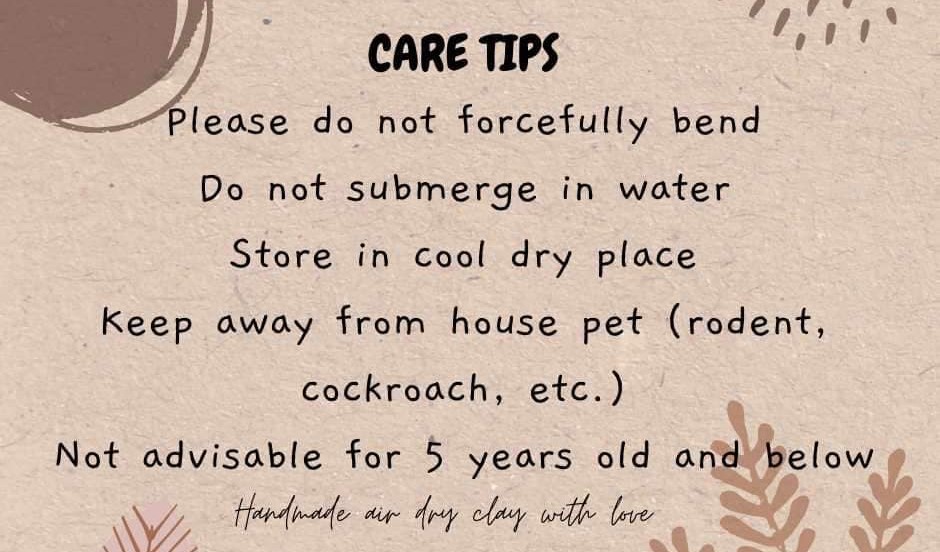 CARE TIPS
Please do not forcefully bend
Do not submerge in water
Store in cool dry place
Keep away from house pet (rodent,
cockroach, etc.)
Not advisable for 5 years old and below
Handmade air dry clay with love